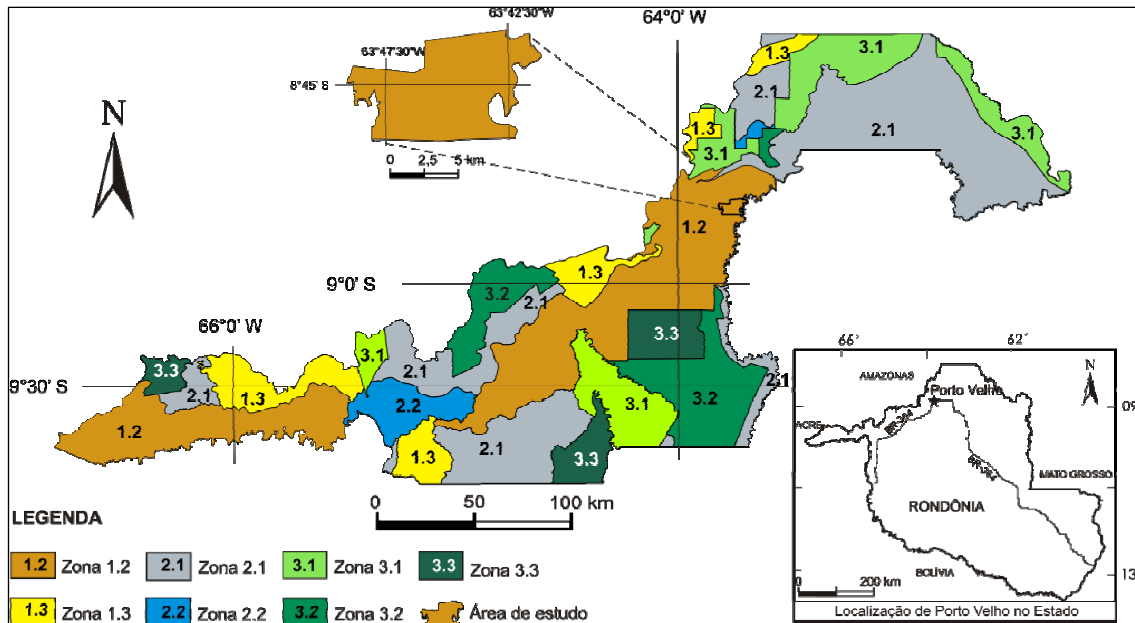 63°42'30"W
63°47'30"W
8°45' S
0 2,5 5 km
N
64°0' W
1.3
3.1
2.1
1.3
3.1
2.1
3.1
1.2
9°0' S
3.2
2.1
1.3
66°0' W
3.3
2.1
1.3
3.1
2.1
3.3
3.2
2.1
9°30' S
1.2
2.2
3.1
1.3
2.1
3.3
0 50 100 km
LEGENDA
1.2 Zona 1.2
2.1 Zona 2.1
3.1 Zona 3.1
3.3 Zona 3.3
1.3 Zona 1.3
2.2 Zona 2.2
3.2 Zona 3.2
Área de estudo
66°
62°
N
AMAZONAS
Porto Velho
09
ACRE
BR-364
BR-364
MATO GROSSO
RONDÔNIA
BOLÍVIA
13
0 200 km
Localização de Porto Velho no Estado